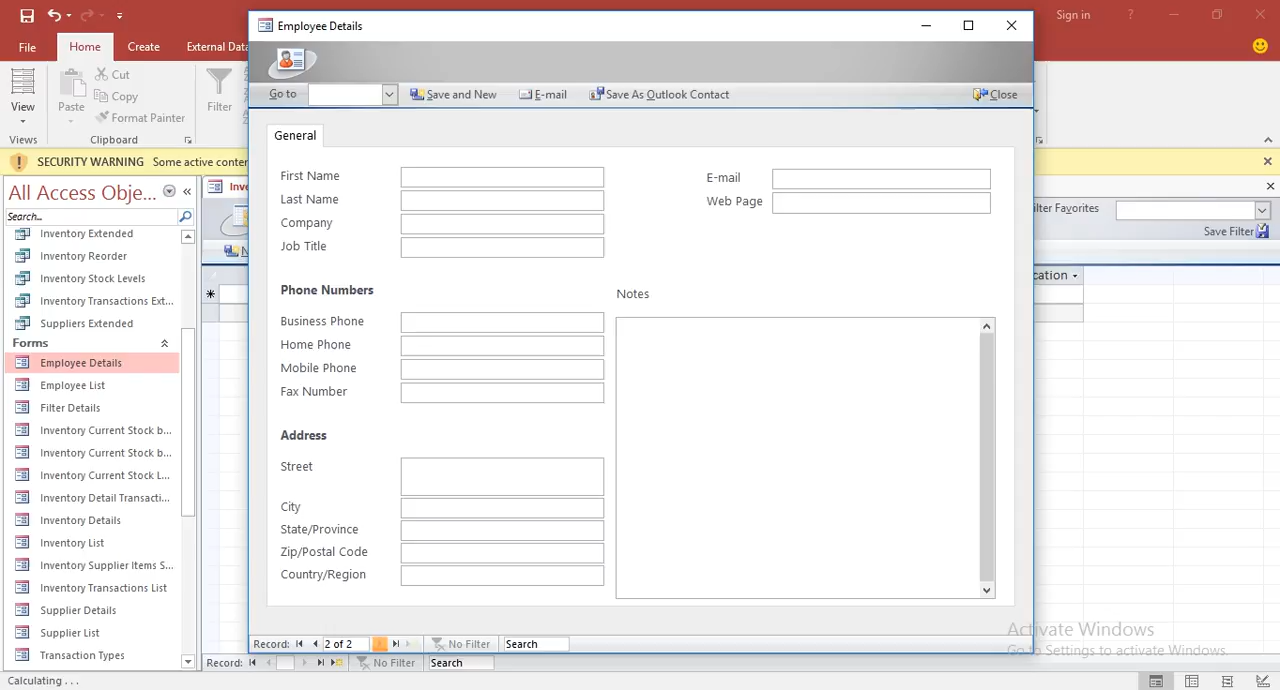 Employee Details
Sign in
?
File
Home
Create
External Data
Go to
Save and New
E-mail
Save As Outlook Contact
Close
View
Views
Paste
Cut
Copy
Format Painter
Clipboard
Filter
General
SECURITY WARNING Some active conten
All Access Obje...
Inve
Search...
Inventory Extended
Inventory Reorder
Inventory Stock Levels
Inventory Transactions Ext...
Suppliers Extended
Forms
Employee Details
Employee List
Filter Details
Inventory Current Stock b...
Inventory Current Stock b...
Inventory Current Stock L...
Inventory Detail Transacti...
Inventory Details
Inventory List
Inventory Supplier Items S...
Inventory Transactions List
Supplier Details
Supplier List
Transaction Types
First Name
Last Name
Company
Job Title
E-mail
Web Page
Phone Numbers
Business Phone
Home Phone
Mobile Phone
Fax Number
Notes
Address
Street
City
State/Province
Zip/Postal Code
Country/Region
ilter Favorites
Save Filter
cation
Record: 2 of 2 No Filter Search
Record: No Filter Search
Activate Windows
Go to Settings to activate Windows.
Calculating . . .